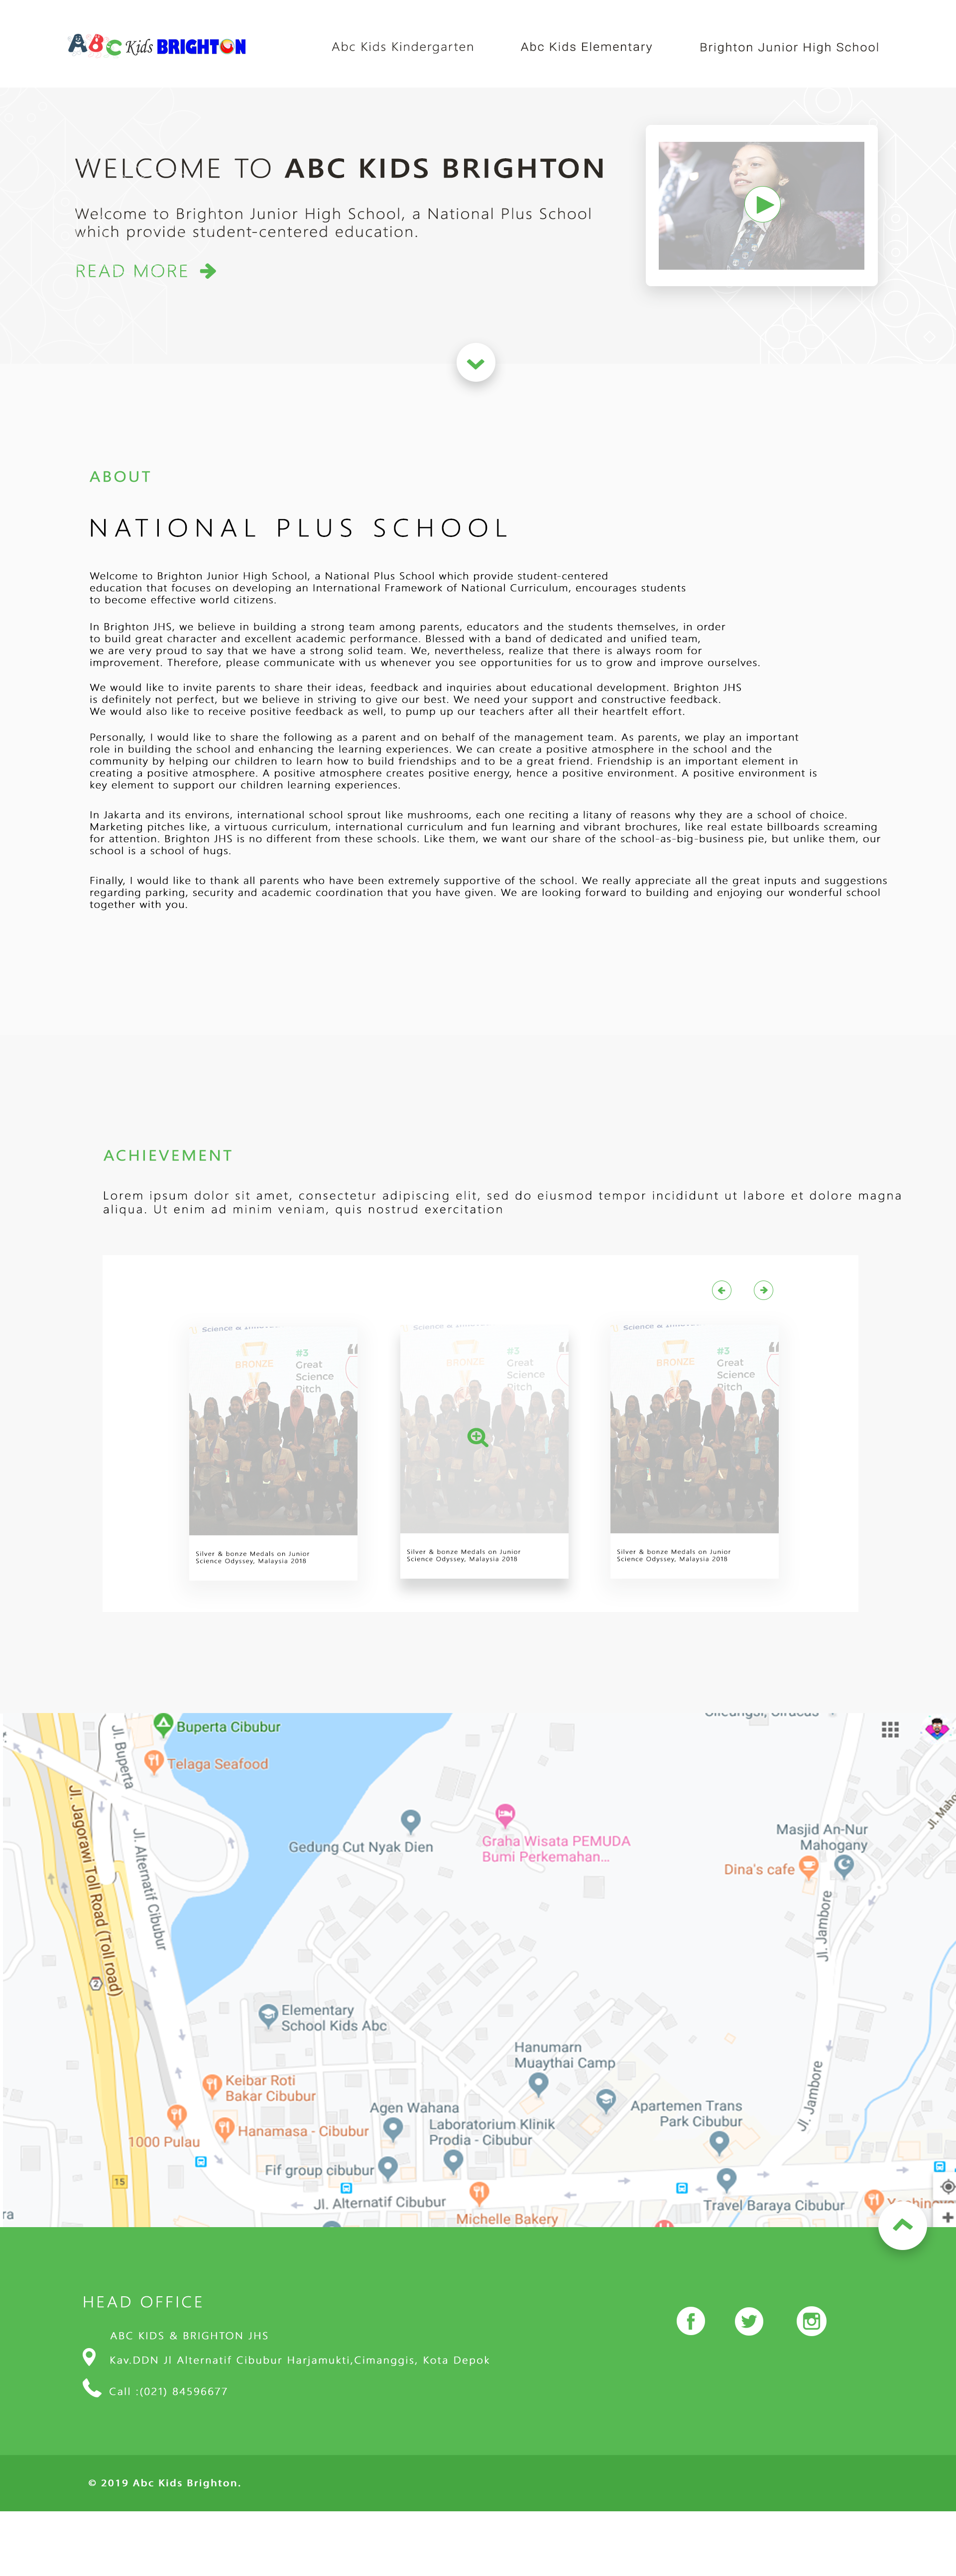 ABC Kids BRIGHTON
Abc Kids Kindergarten
Abc Kids Elementary
Brighton Junior High School
WELCOME TO ABC KIDS BRIGHTON
Welcome to Brighton Junior High School, a National Plus School
which provide student-centered education.
READ MORE
ABOUT
NATIONAL PLUS SCHOOL
Welcome to Brighton Junior High School, a National Plus School which provide student-centered
education that focuses on developing an International Framework of National Curriculum, encourages students
to become effective world citizens.
In Brighton JHS, we believe in building a strong team among parents, educators and the students themselves, in order
to build great character and excellent academic performance. Blessed with a band of dedicated and unified team,
we are very proud to say that we have a strong solid team. We, nevertheless, realize that there is always room for
improvement. Therefore, please communicate with us whenever you see opportunities for us to grow and improve ourselves.
We would like to invite parents to share their ideas, feedback and inquiries about educational development. Brighton JHS
is definitely not perfect, but we believe in striving to give our best. We need your support and constructive feedback.
We would also like to receive positive feedback as well, to pump up our teachers after all their heartfelt effort.
Personally, I would like to share the following as a parent and on behalf of the management team. As parents, we play an important
role in building the school and enhancing the learning experiences. We can create a positive atmosphere in the school and the
community by helping our children to learn how to build friendships and to be a great friend. Friendship is an important element in
creating a positive atmosphere. A positive atmosphere creates positive energy, hence a positive environment. A positive environment is
key element to support our children learning experiences.
In Jakarta and its environs, international school sprout like mushrooms, each one reciting a litany of reasons why they are a school of choice.
Marketing pitches like, a virtuous curriculum, international curriculum and fun learning and vibrant brochures, like real estate billboards screaming
for attention. Brighton JHS is no different from these schools. Like them, we want our share of the school-as-big-business pie, but unlike them, our
school is a school of hugs.
Finally, I would like to thank all parents who have been extremely supportive of the school. We really appreciate all the great inputs and suggestions
regarding parking, security and academic coordination that you have given. We are looking forward to building and enjoying our wonderful school
together with you.
ACHIEVEMENT
Lorem ipsum dolor sit amet, consectetur adipiscing elit, sed do eiusmod tempor incididunt ut labore et dolore magna
aliqua. Ut enim ad minim veniam, quis nostrud exercitation
Science &
BRONZE
#3
Great
Science
Pitch
Silver & bonze Medals on Junior
Science Odyssey, Malaysia 2018
Science &
BRONZE
#3
Great
Science
Pitch
Silver & bonze Medals on Junior
Science Odyssey, Malaysia 2018
Science &
BRONZE
#3
Great
Science
Pitch
Silver & bonze Medals on Junior
Science Odyssey, Malaysia 2018
Buperta Cibubur
Jl. Buperta
Telaga Seafood
Jl. Jagorawi Toll Road (Toll road)
Jl. Alternatif Cibubur
Gedung Cut Nyak Dien
Graha Wisata PEMUDA
Bumi Perkemahan...
Masjid An-Nur
Mahogany
Dina's cafe
Jl. Jambore
2
Elementary
School Kids Abc
Hanumarn
Muaythai Camp
Keibar Roti
Bakar Cibubur
Agen Wahana
Apartemen Trans
Park Cibubur
Jl. Jambore
1000 Pulau
Hanamasa - Cibubur
Laboratorium Klinik
Prodia - Cibubur
Fif group cibubur
15
Jl. Alternatif Cibubur
Travel Baraya Cibubur
ra
Michelle Bakery
HEAD OFFICE
ABC KIDS & BRIGHTON JHS
Kav.DDN Jl Alternatif Cibubur Harjamukti,Cimanggis, Kota Depok
Call :(021) 84596677
© 2019 Abc Kids Brighton.